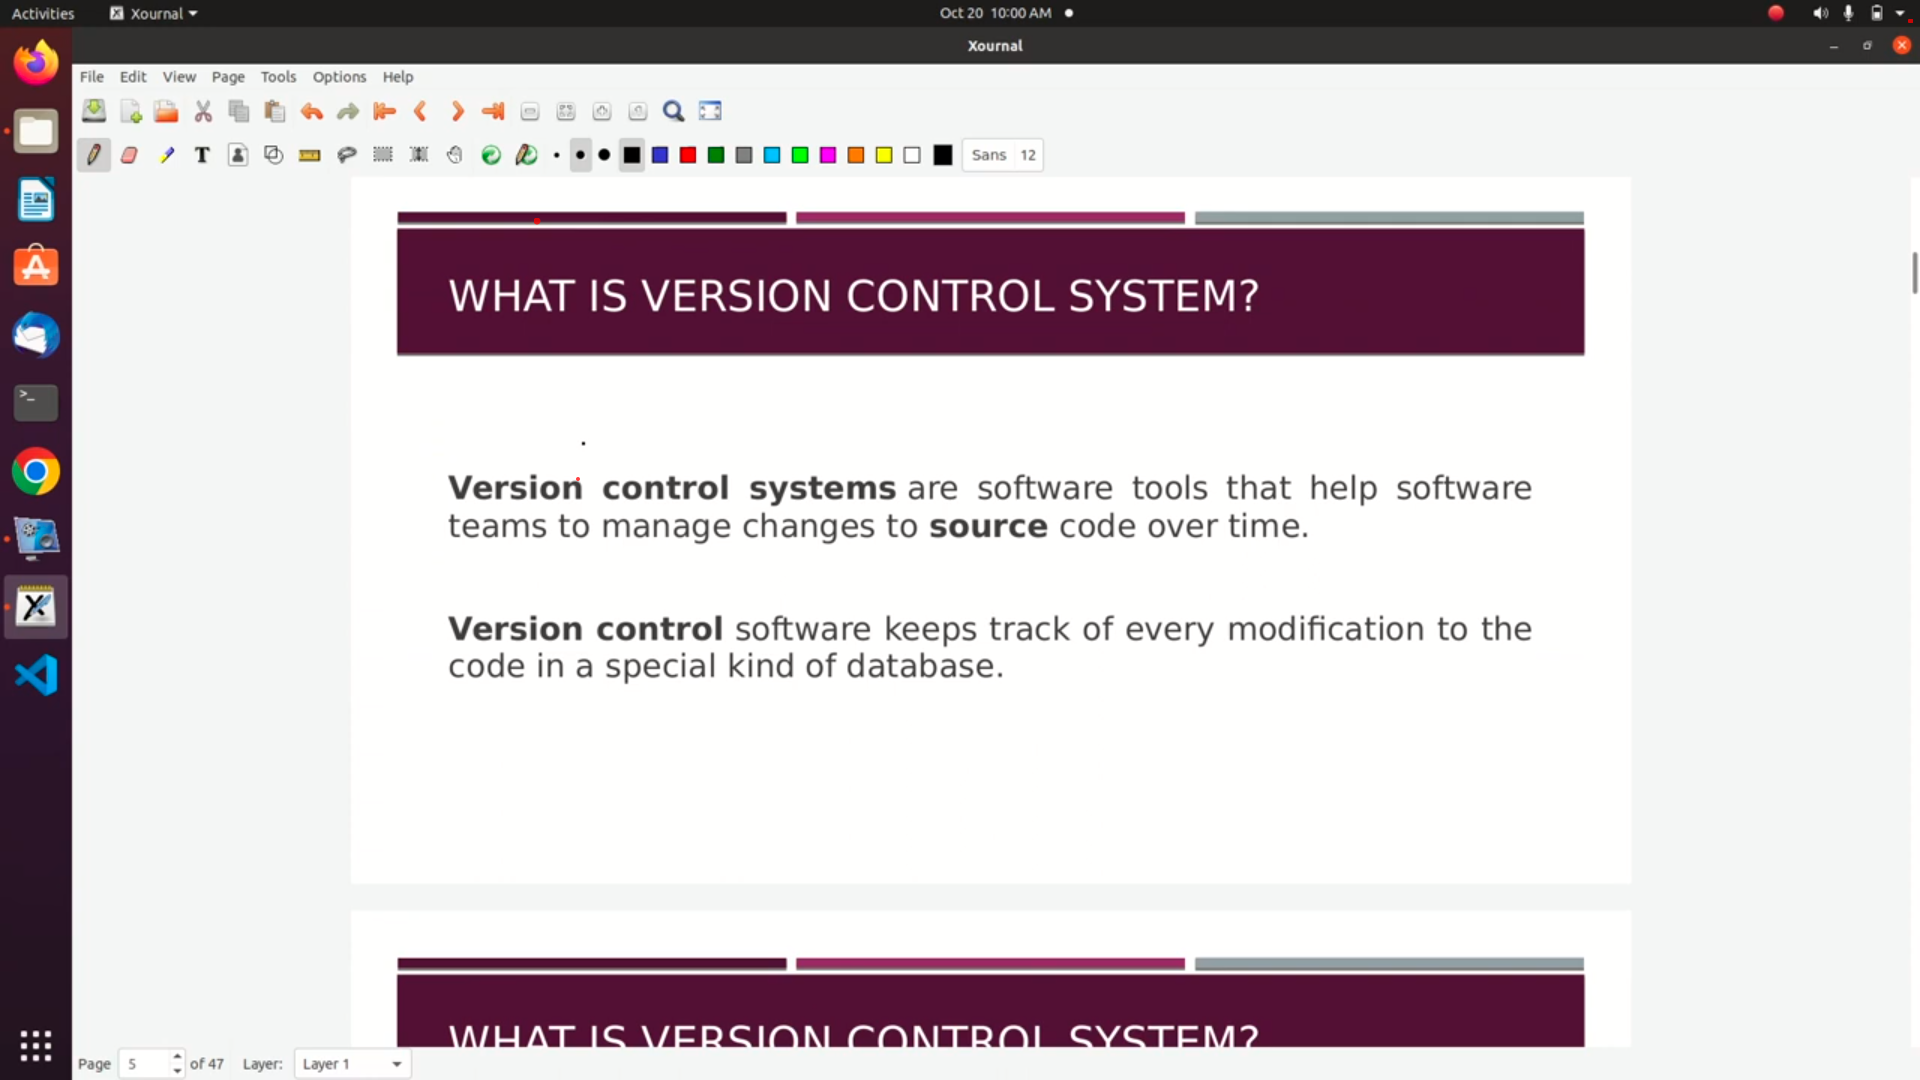 Activities Xournal Oct 20 10:00 AM
Xournal
File Edit View Page Tools Options Help
T Sans 12
WHAT IS VERSION CONTROL SYSTEM?
Version control systems are software tools that help software
teams to manage changes to source code over time.
Version control software keeps track of every modification to the
code in a special kind of database.
WHAT IS VERSION CONTROL SYSTEM?
Page 5 of 47 Layer: Layer 1